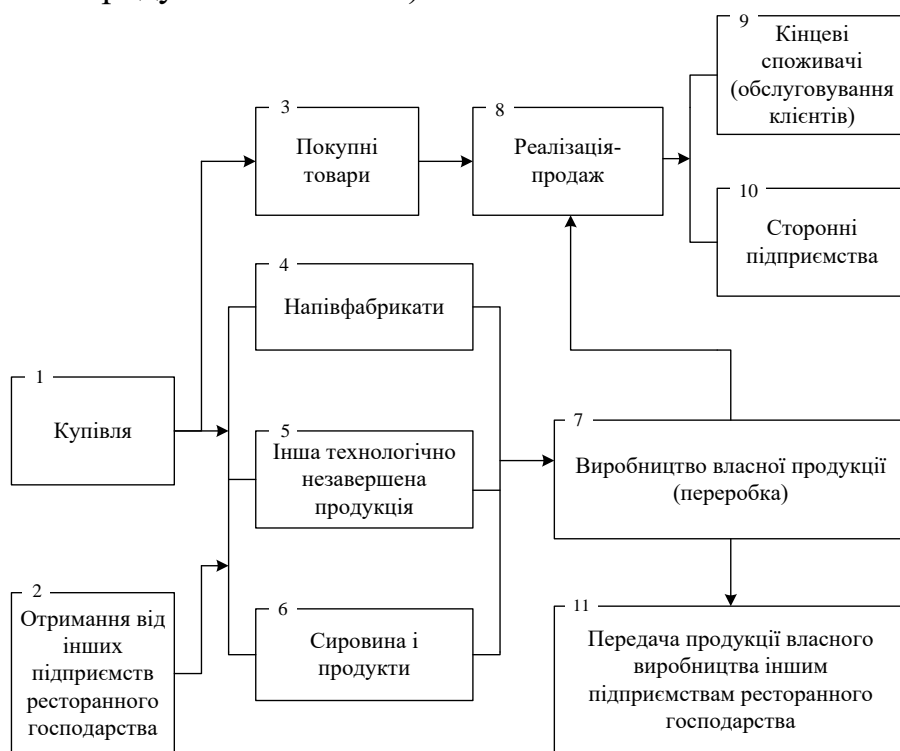 9
Кінцеві
споживачі
(обслуговування
клієнтів)
3
Покупні
товари
8
Реалізація-
продаж
10
Сторонні
підприємства
4
Напівфабрикати
1
Купівля
5
Інша технологічно
незавершена
продукція
7
Виробництво власної продукції
(переробка)
2
Отримання від
інших
підприємств
ресторанного
господарства
6
Сировина і
продукти
11
Передача продукції власного
виробництва іншим
підприємствам ресторанного
господарства